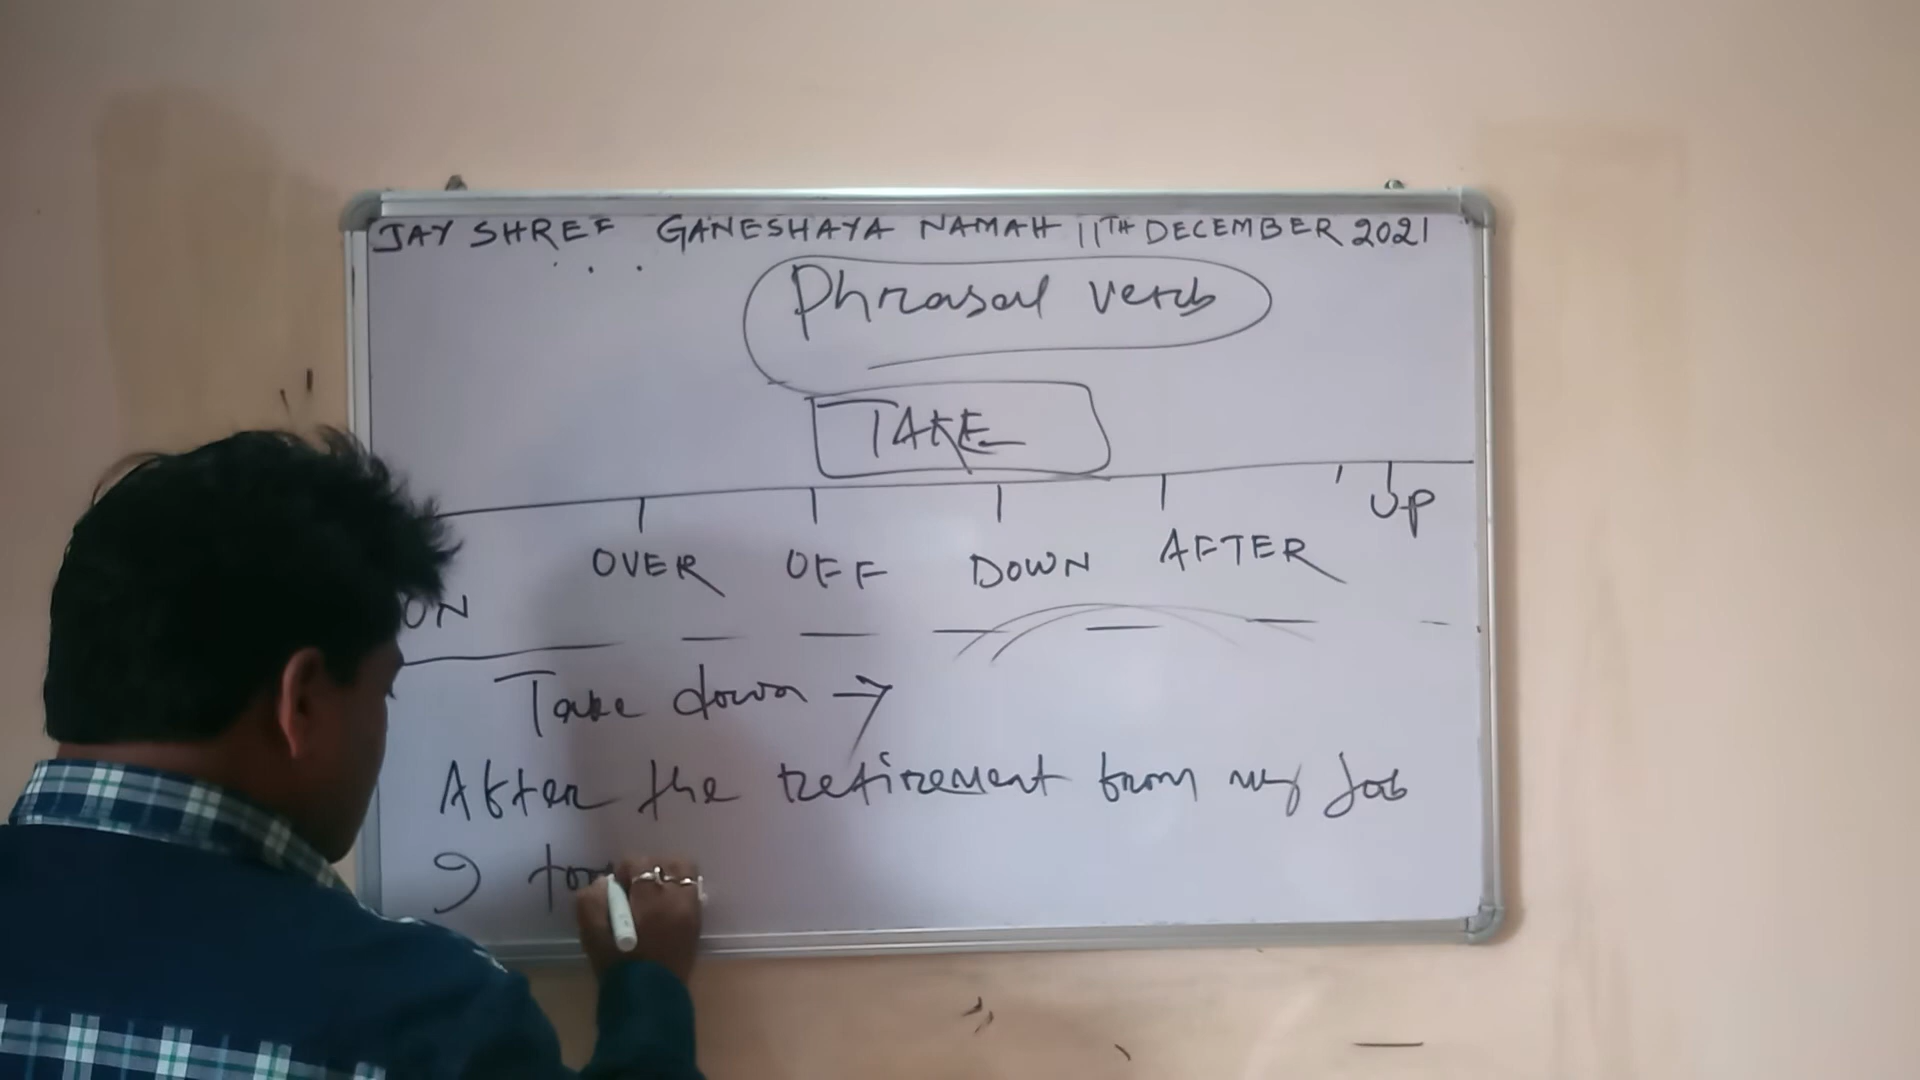 JAY SHREE GANESHAYA NAMAH 11TH DECEMBER 2021
Phrasal verb
TAKE
ON OVER OFF DOWN AFTER UP
Take down →
After the retirement from my Job
I